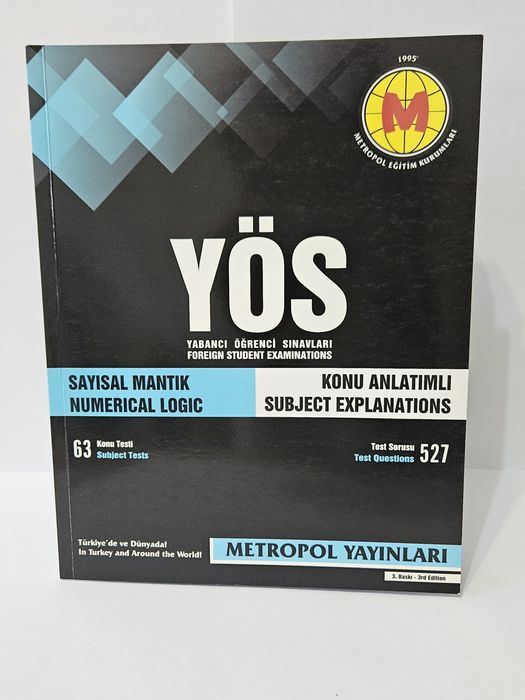 1995'
M
METROPOL EĞİTİM KURUMLARI
YÖS
YABANCI ÖĞRENCİ SINAVLARI
FOREIGN STUDENT EXAMINATIONS
SAYISAL MANTIK
NUMERICAL LOGIC
KONU ANLATIMLI
SUBJECT EXPLANATIONS
63 Konu Testi
Subject Tests
Test Sorusu 527
Test Questions
Türkiye'de ve Dünyada!
In Turkey and Around the World!
METROPOL YAYINLARI
3. Baskı - 3rd Edition